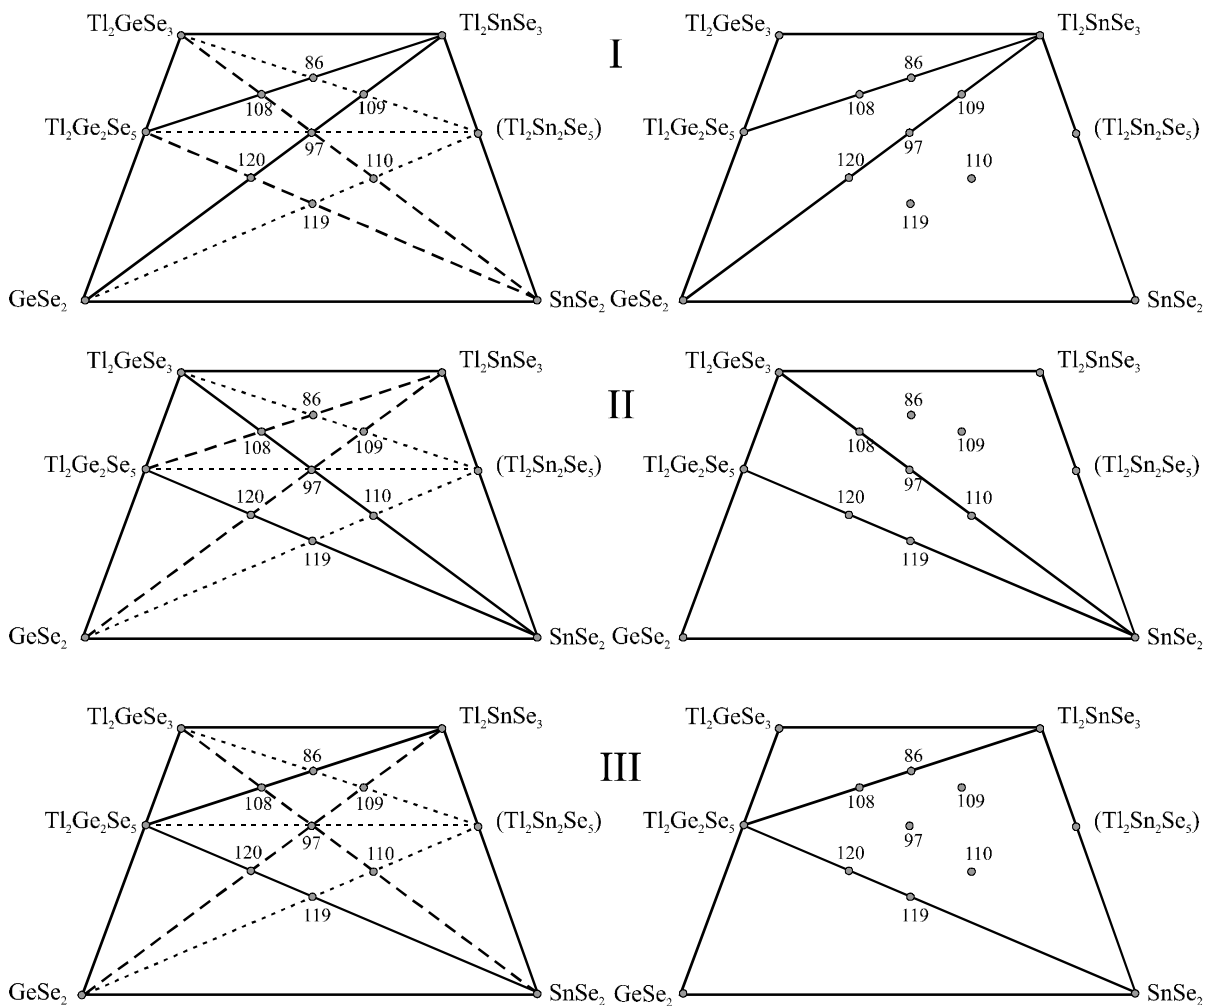 Tl₂GeSe₃ Tl₂SnSe₃ I Tl₂GeSe₃ Tl₂SnSe₃
86 86
108 109 108 109
Tl₂Ge₂Se₅ (Tl₂Sn₂Se₅) Tl₂Ge₂Se₅ (Tl₂Sn₂Se₅)
97 97
120 110 120 110
119 119
GeSe₂ SnSe₂ GeSe₂ SnSe₂
Tl₂GeSe₃ Tl₂SnSe₃ II Tl₂GeSe₃ Tl₂SnSe₃
86 86
108 109 108 109
Tl₂Ge₂Se₅ (Tl₂Sn₂Se₅) Tl₂Ge₂Se₅ (Tl₂Sn₂Se₅)
97 97
120 110 120 110
119 119
GeSe₂ SnSe₂ GeSe₂ SnSe₂
Tl₂GeSe₃ Tl₂SnSe₃ III Tl₂GeSe₃ Tl₂SnSe₃
86 86
108 109 108 109
Tl₂Ge₂Se₅ (Tl₂Sn₂Se₅) Tl₂Ge₂Se₅ (Tl₂Sn₂Se₅)
97 97
120 110 120 110
119 119
GeSe₂ SnSe₂ GeSe₂ SnSe₂